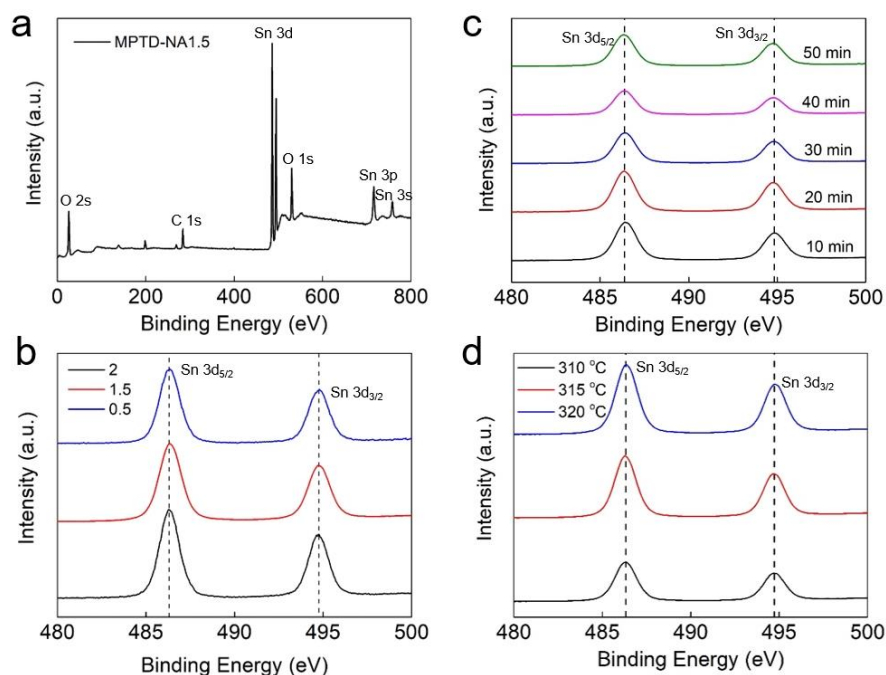 a
MPTD-NA1.5
Sn 3d
O 1s
Sn 3p
Sn 3s
O 2s
C 1s
0 200 400 600 800
Binding Energy (eV)
Intensity (a.u.)
c
Sn 3d5/2
Sn 3d3/2
50 min
40 min
30 min
20 min
10 min
480 485 490 495 500
Binding Energy (eV)
Intensity (a.u.)
b
2
1.5
0.5
Sn 3d5/2
Sn 3d3/2
480 485 490 495 500
Binding Energy (eV)
Intensity (a.u.)
d
310 °C
315 °C
320 °C
Sn 3d5/2
Sn 3d3/2
480 485 490 495 500
Binding Energy (eV)
Intensity (a.u.)